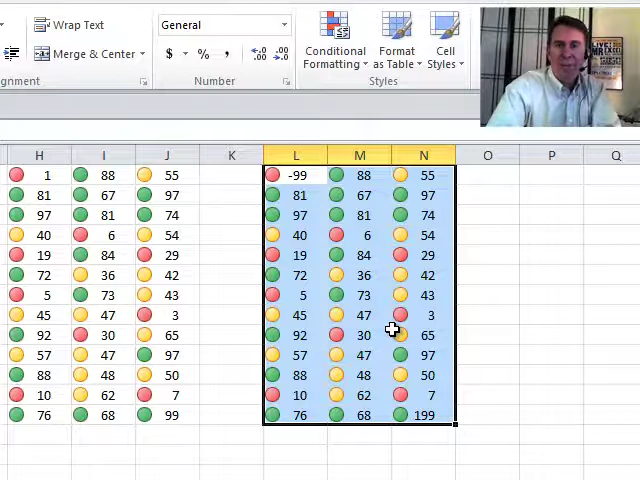 Wrap Text
General
Merge & Center
$ % , .00 .00
Conditional Formatting
Format as Table
Cell Styles
gnment
Number
Styles
LIVE!
H I J K L M N O P Q
1 88 55 -99 88 55
81 67 97 81 67 97
97 81 74 97 81 74
40 6 54 40 6 54
19 84 29 19 84 29
72 36 42 72 36 42
5 73 43 5 73 43
45 47 3 45 47 3
92 30 65 92 30 65
57 47 97 57 47 97
88 48 50 88 48 50
10 62 7 10 62 7
76 68 99 76 68 199